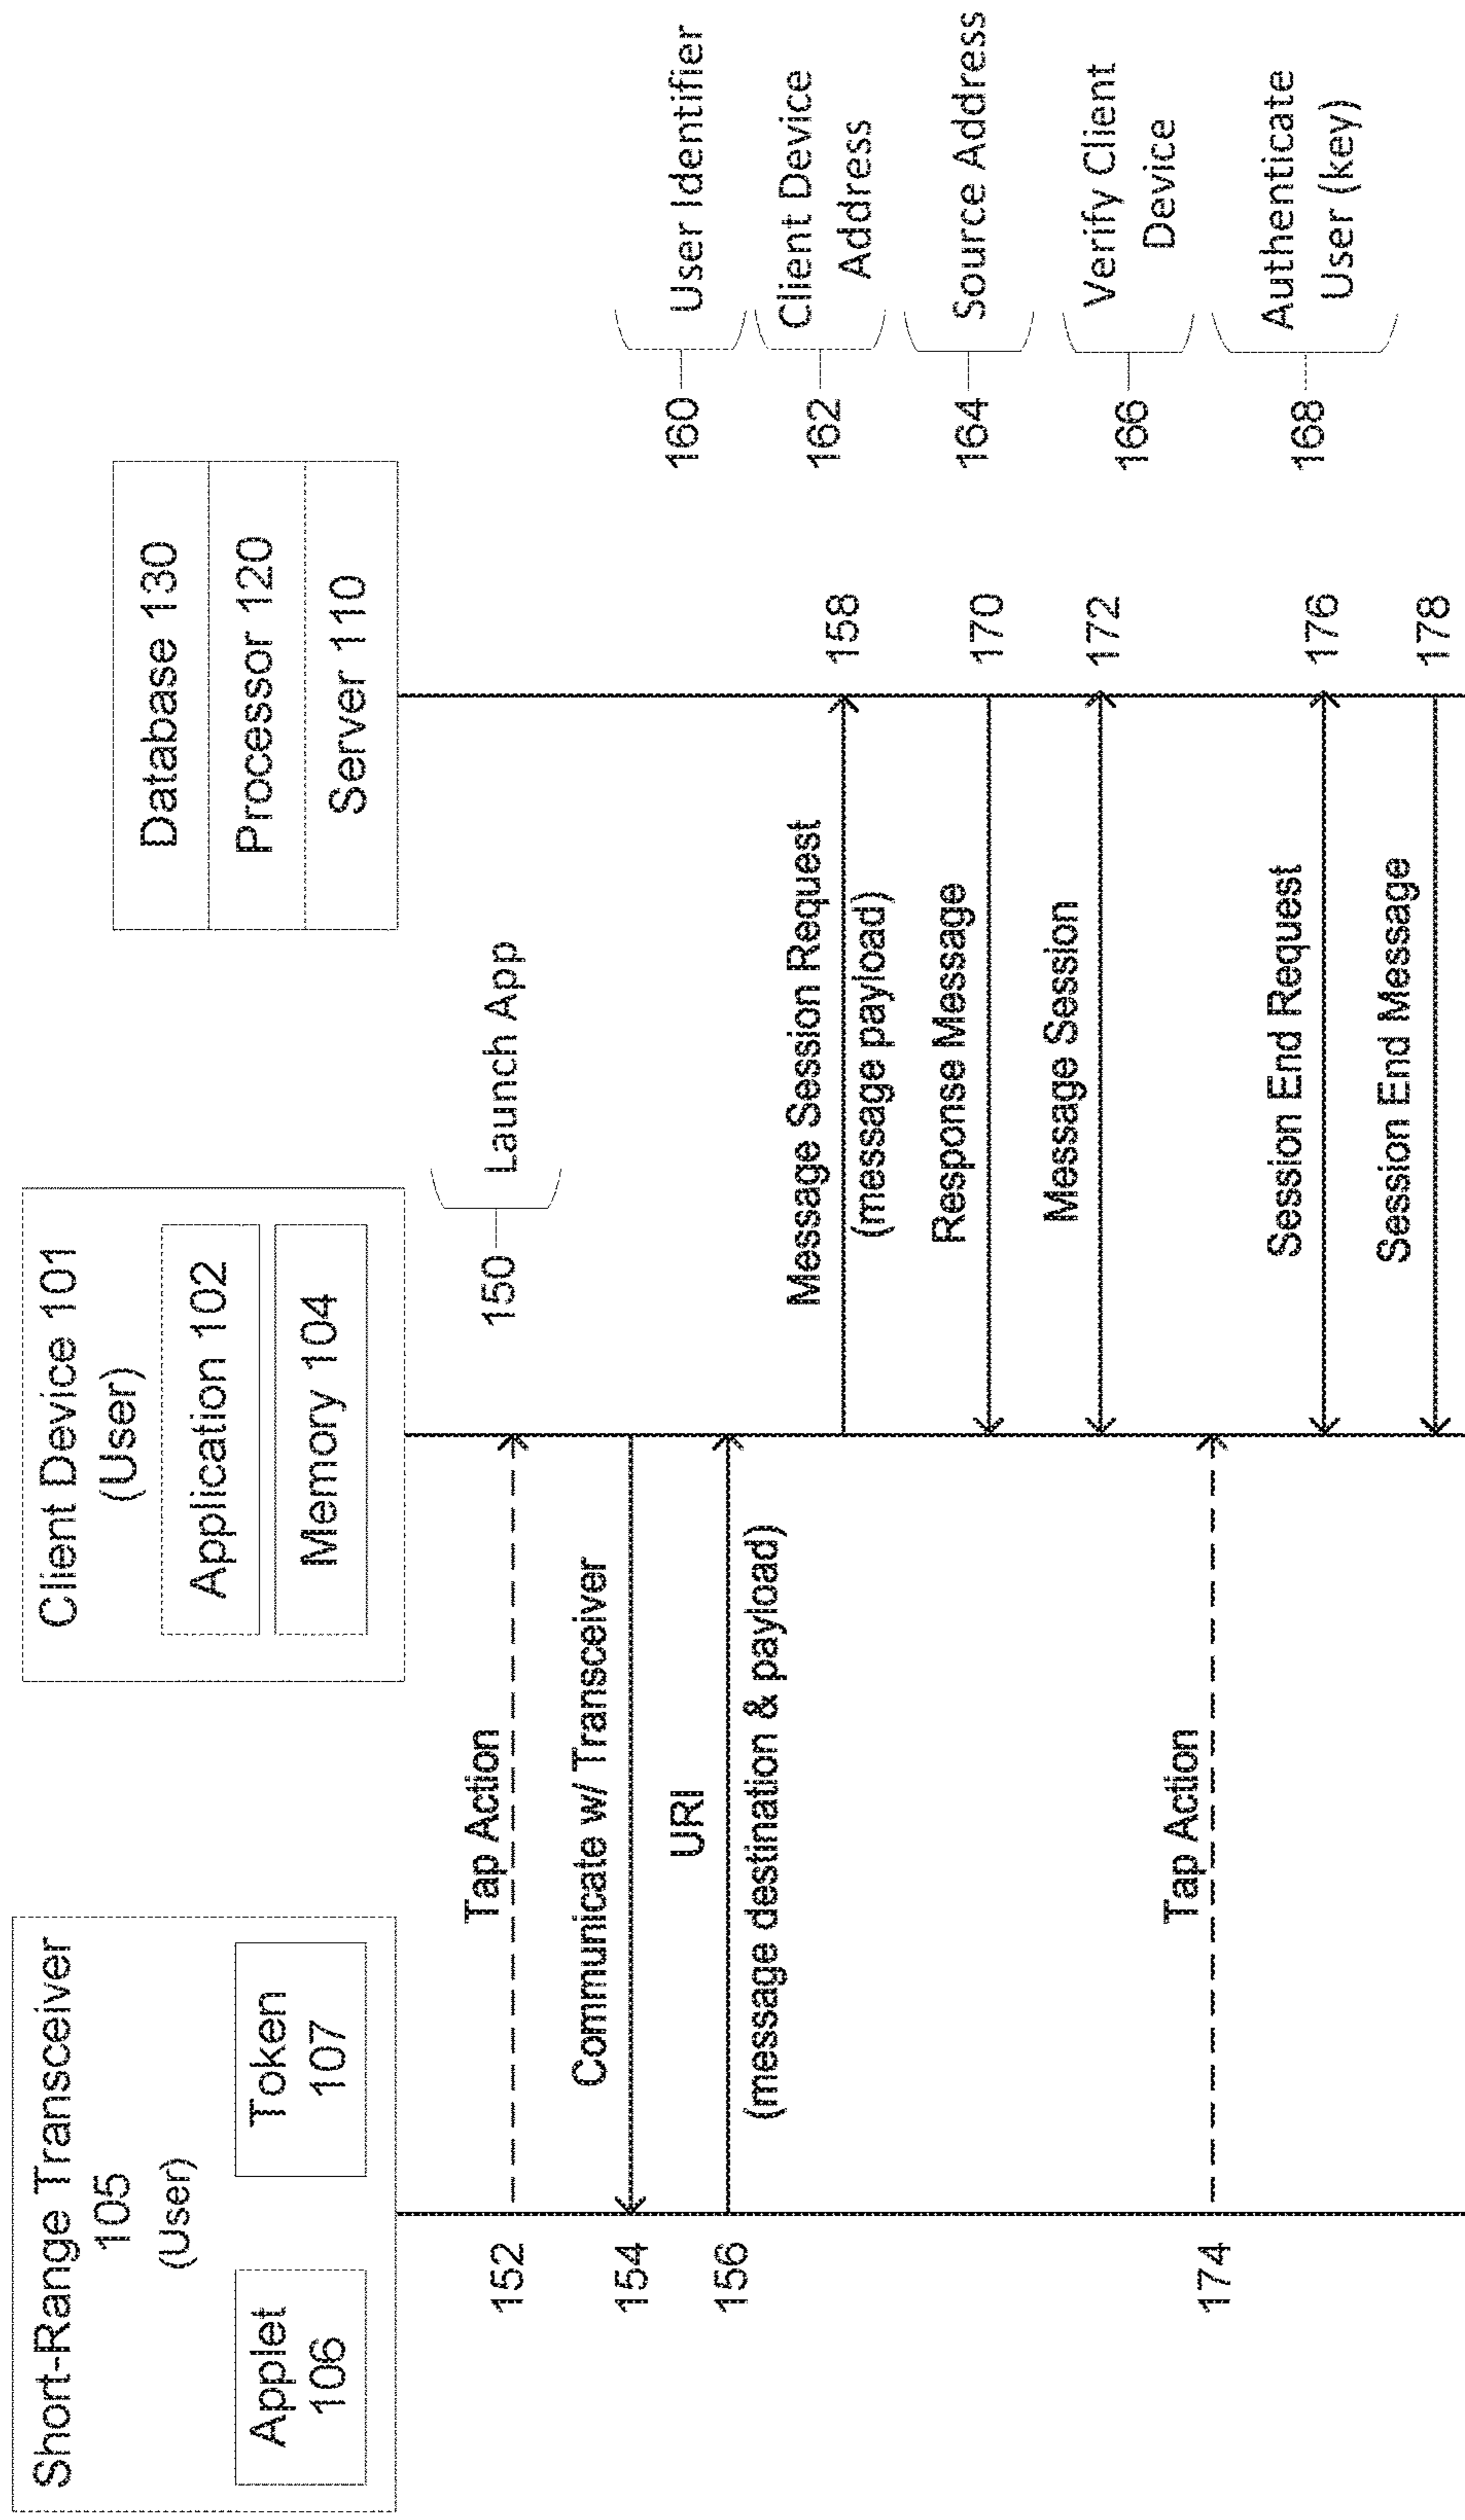 Short-Range Transceiver
105
(User)
Applet
106
Token
107
Client Device 101
(User)
Application 102
Memory 104
Database 130
Processor 120
Server 110
150
Launch App
152
Tap Action
154
Communicate w/ Transceiver
156
URI
(message destination & payload)
Message Session Request
(message payload)
158
160
User Identifier
162
Client Device
Address
164
Source Address
166
Verify Client
Device
168
Authenticate
User (key)
Response Message
170
Message Session
172
174
Tap Action
Session End Request
176
Session End Message
178